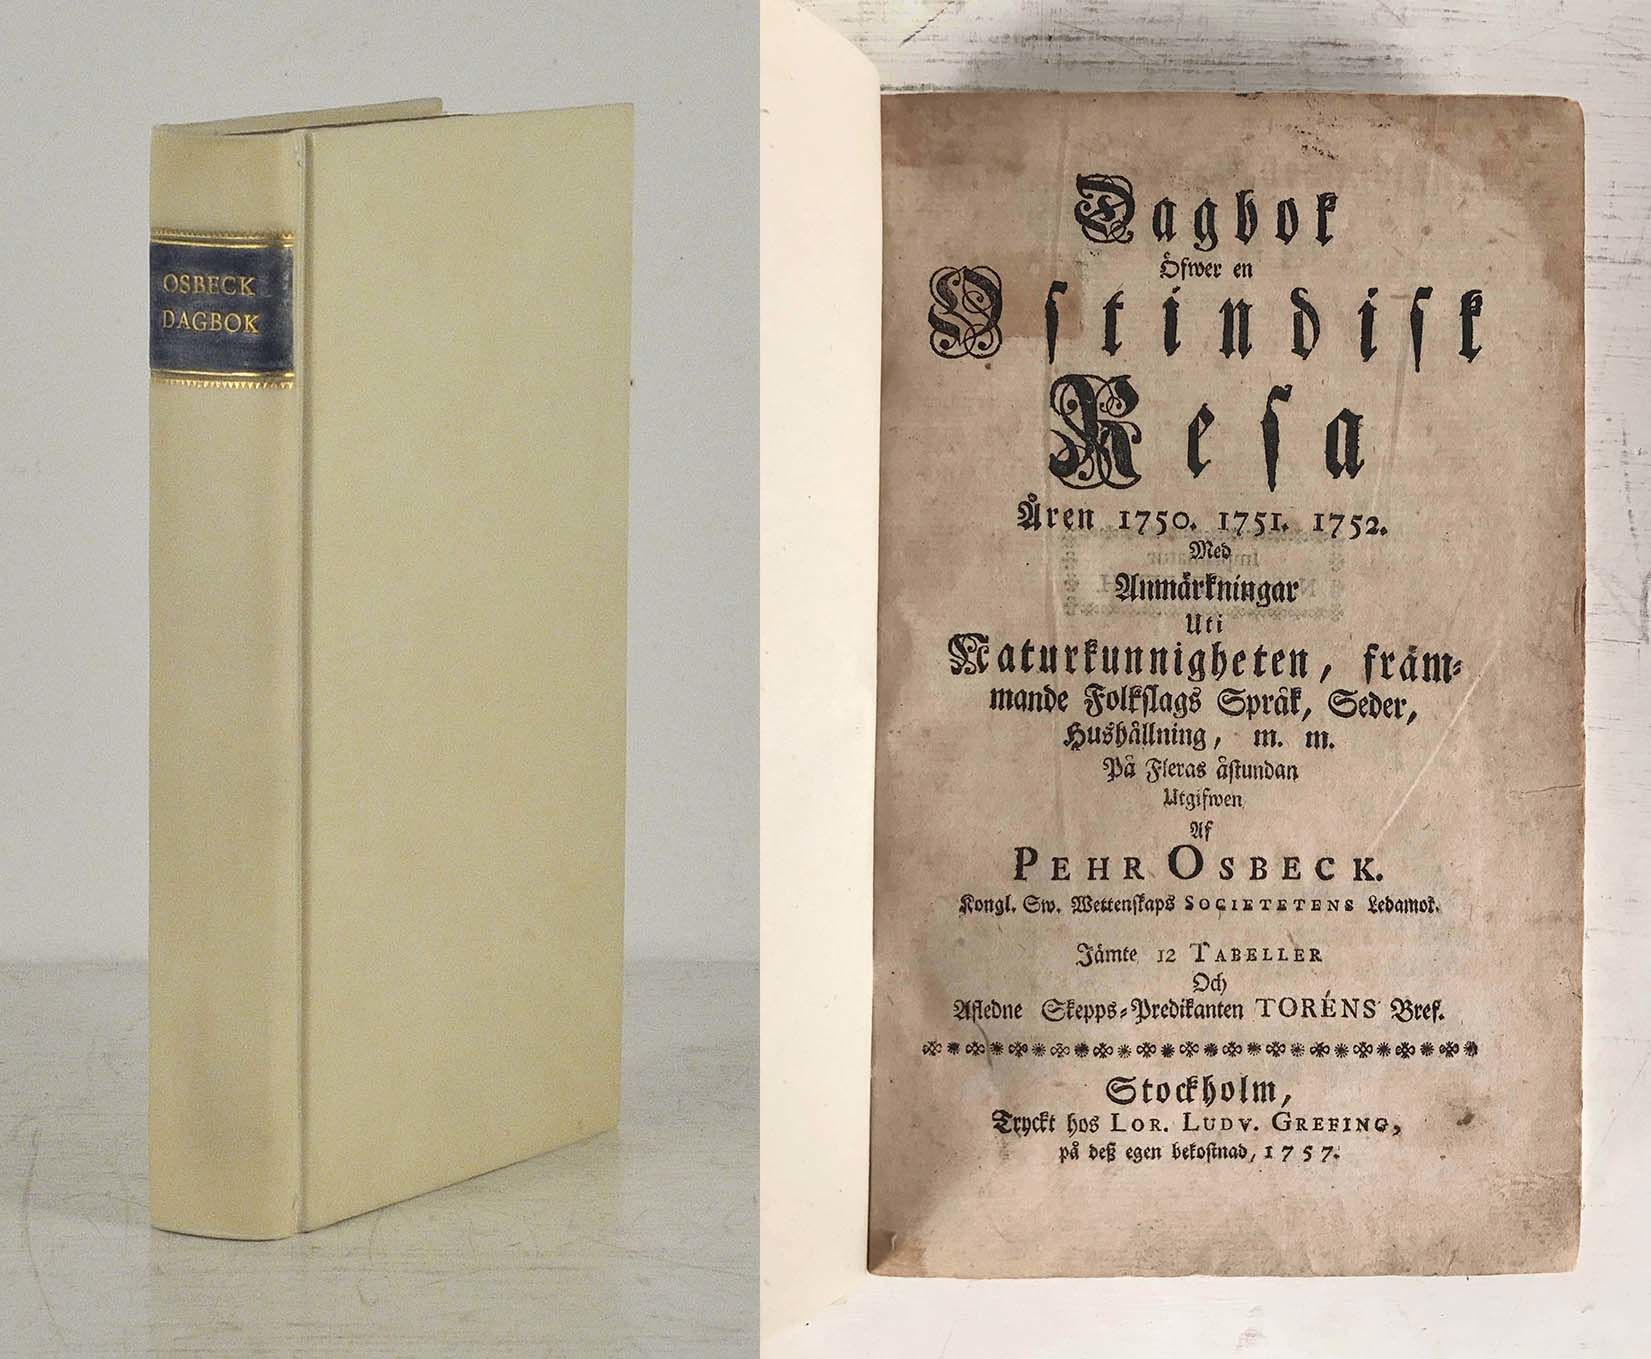 OSBECK
DAGBOK
Dagbok
Öfwer en
Ostindisk
Resa
Åren 1750. 1751. 1752.
Med
Anmärkningar
Uti
Naturkunnigheten, främ-
mande Folkslags Språk, Seder,
Hushållning, m. m.
På Fleras åstundan
Utgifwen
Af
PEHR OSBECK.
Kongl. Sw. Wettenskaps SOCIETETENS Ledamot.
Jämte 12 TABELLER
Och
Afledne Skepps-Predikanten TORÉNS Bref.
Stockholm,
Tryckt hos LOR. LUDV. GREFING,
på deß egen bekostnad, 1757.